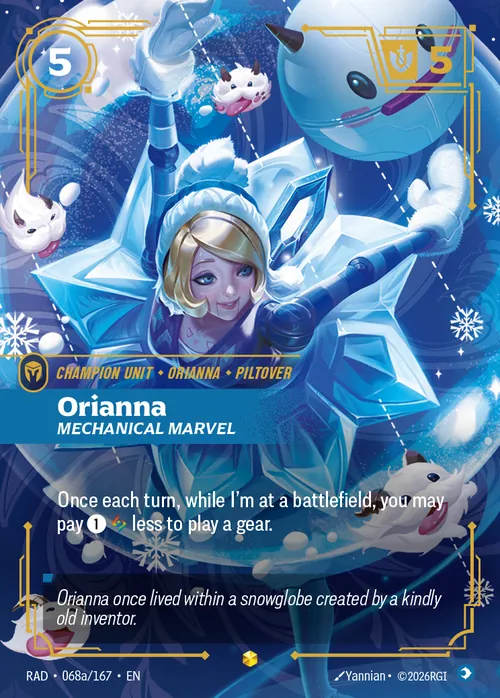 5
5
CHAMPION UNIT • ORIANNA • PILTOVER
Orianna
MECHANICAL MARVEL
Once each turn, while I'm at a battlefield, you may
pay 1 less to play a gear.
Orianna once lived within a snowglobe created by a kindly
old inventor.
RAD • 068a/167 • EN
Yannian • ©2026RGI